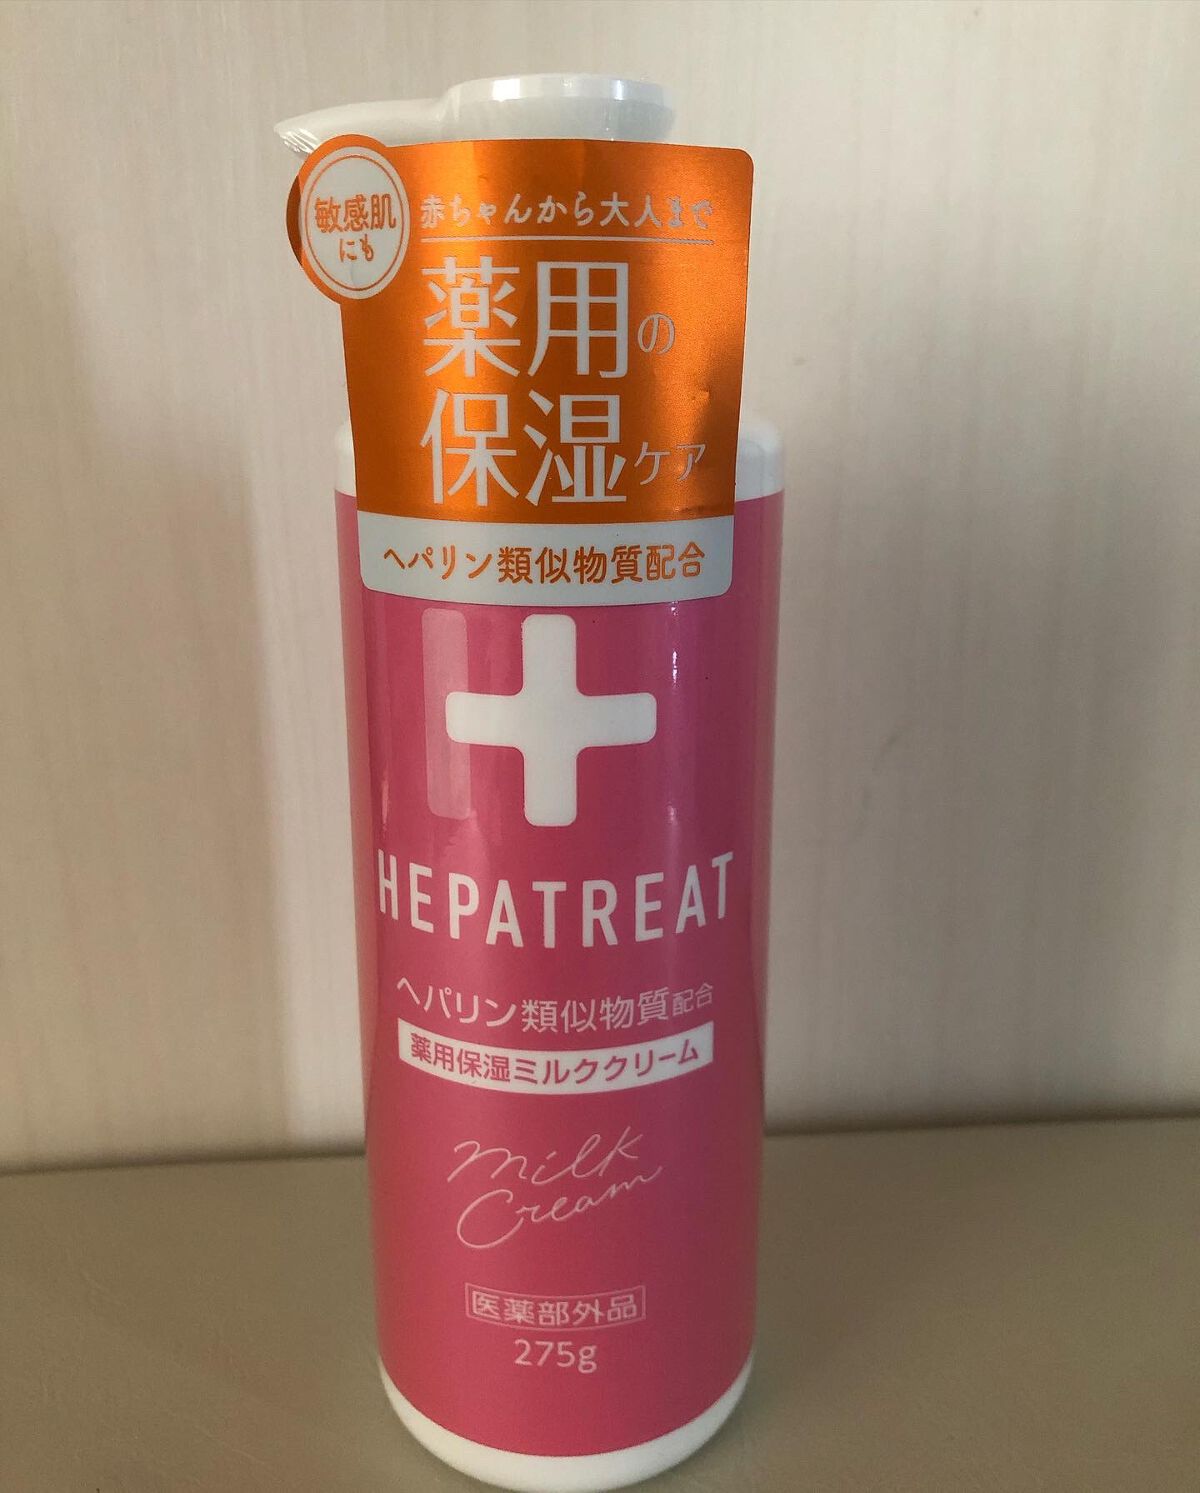 敏感肌
にも
赤ちゃんから大人まで
薬用の
保湿ケア
ヘパリン類似物質配合
HEPATREAT
ヘパリン類似物質配合
薬用保湿ミルククリーム
milk
Cream
医薬部外品
275g